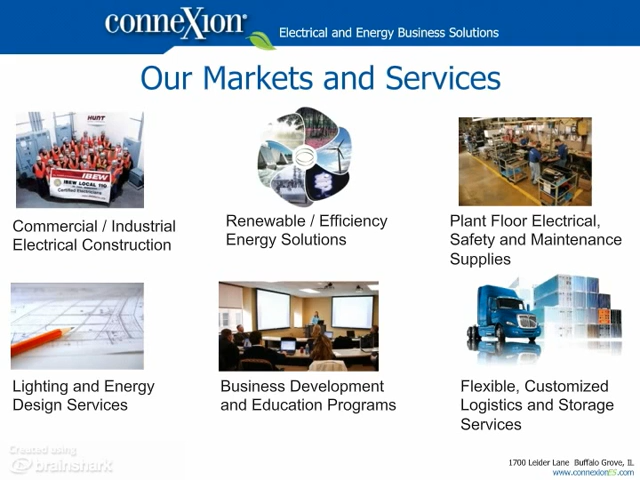 conneXion®
Electrical and Energy Business Solutions
Our Markets and Services
HUNT
IBEW
IBEW LOCAL 110
Certified Electricians
Commercial / Industrial
Electrical Construction
Renewable / Efficiency
Energy Solutions
Plant Floor Electrical,
Safety and Maintenance
Supplies
Lighting and Energy
Design Services
Business Development
and Education Programs
Flexible, Customized
Logistics and Storage
Services
Created using
brainshark
1700 Leider Lane Buffalo Grove, IL
www.connexionES.com